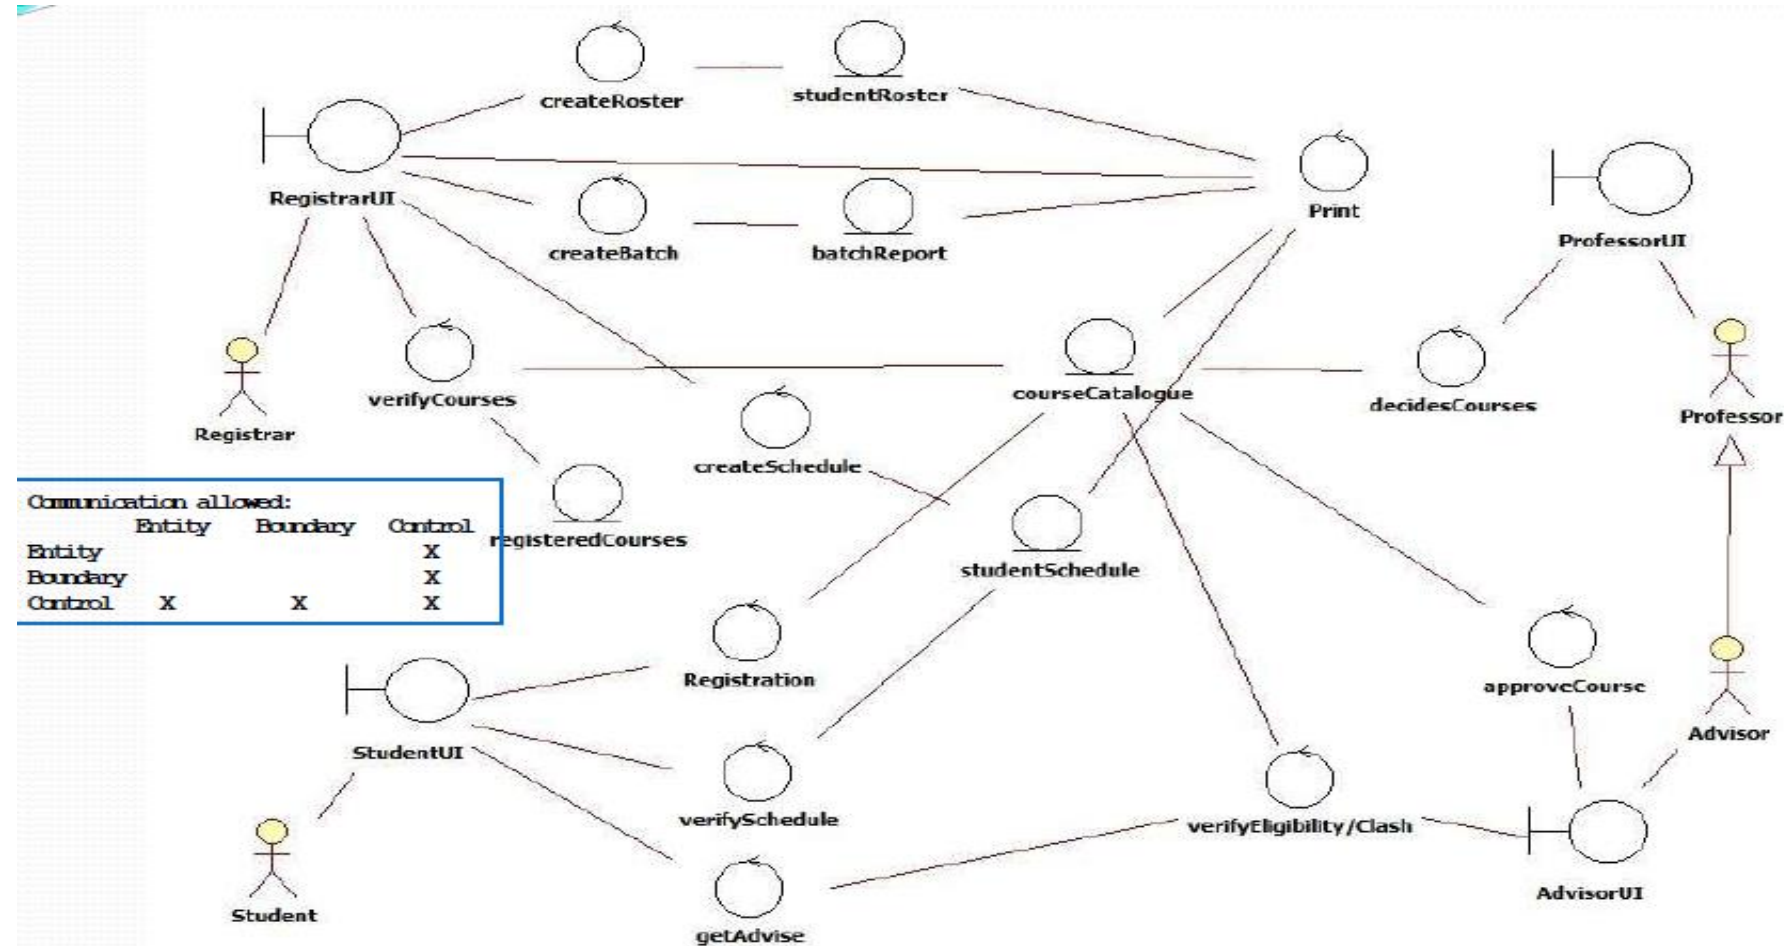 createRoster
studentRoster
RegistrarUI
Print
createBatch
batchReport
ProfessorUI
verifyCourses
courseCatalogue
decidesCourses
Professor
Registrar
createSchedule
Communication allowed:
Entity Boundary Control
Entity X
Boundary X
Control X X X
registeredCourses
studentSchedule
Registration
approveCourse
StudentUI
Advisor
verifySchedule
verifyEligibility/Clash
AdvisorUI
Student
getAdvise